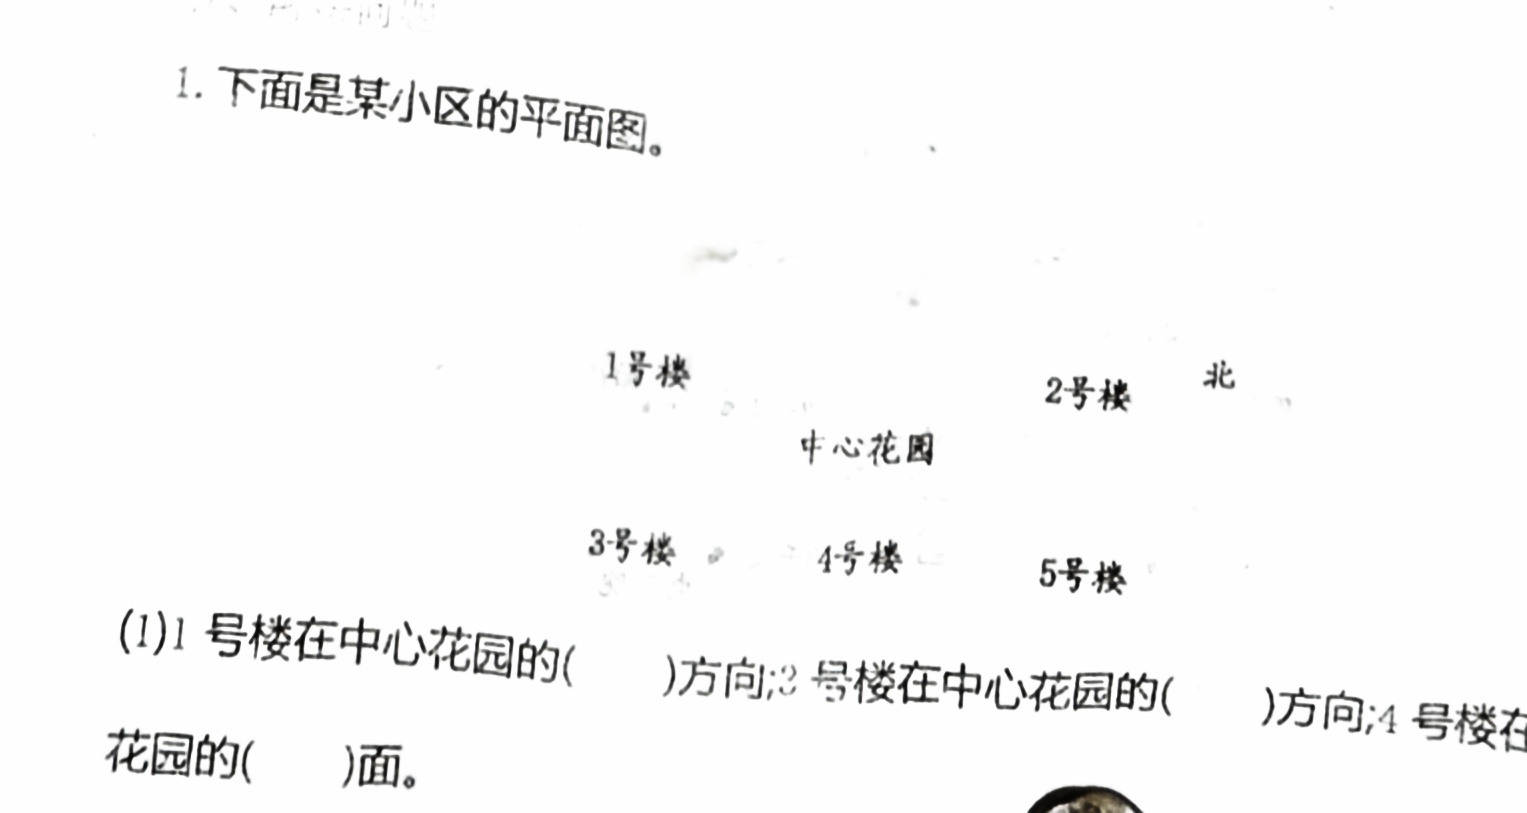 1. 下面是某小区的平面图。
1号楼
2号楼 北
中心花园
3号楼 4号楼 5号楼
(1)1 号楼在中心花园的( )方向;3 号楼在中心花园的( )方向;4 号楼在
花园的( )面。